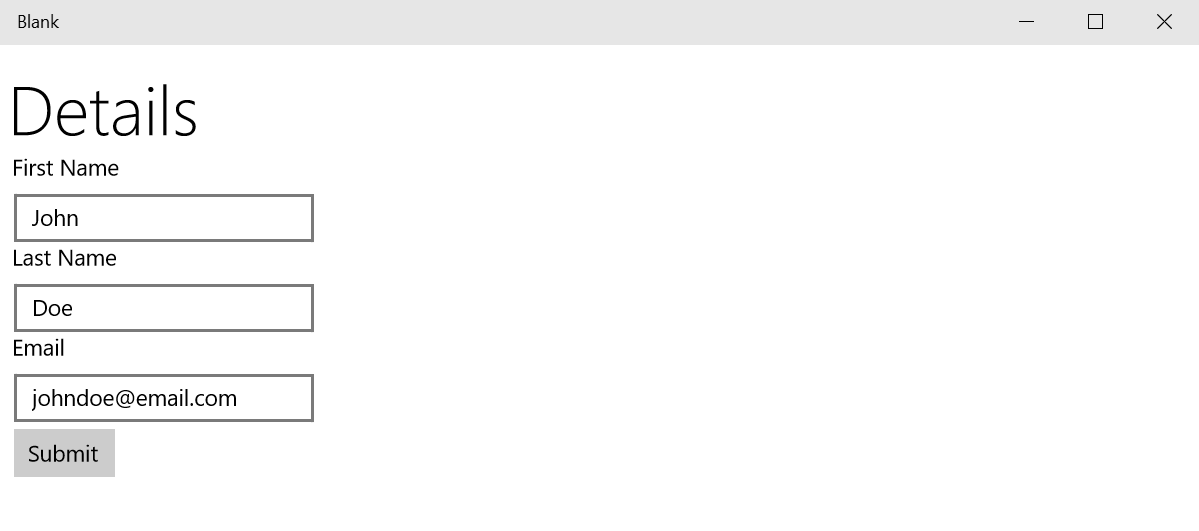 Blank
Details
First Name
John
Last Name
Doe
Email
johndoe@email.com
Submit